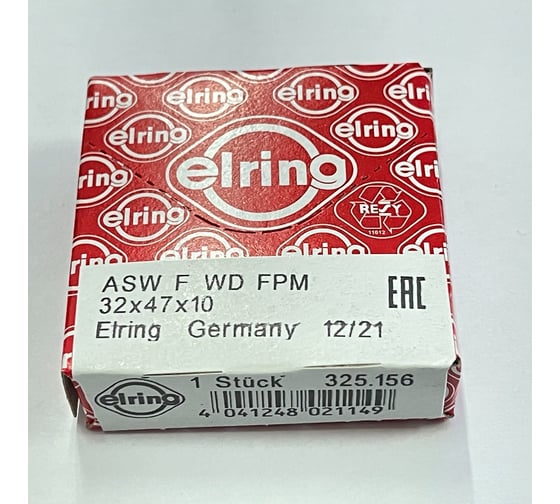 elring
elring
elring
elring
elring
elring
elring
elring
elring
REZY
11012
ASW F WD FPM
32x47x10
EAC
Elring Germany 12/21
1 Stück 325.156
elring
4 041248 021149